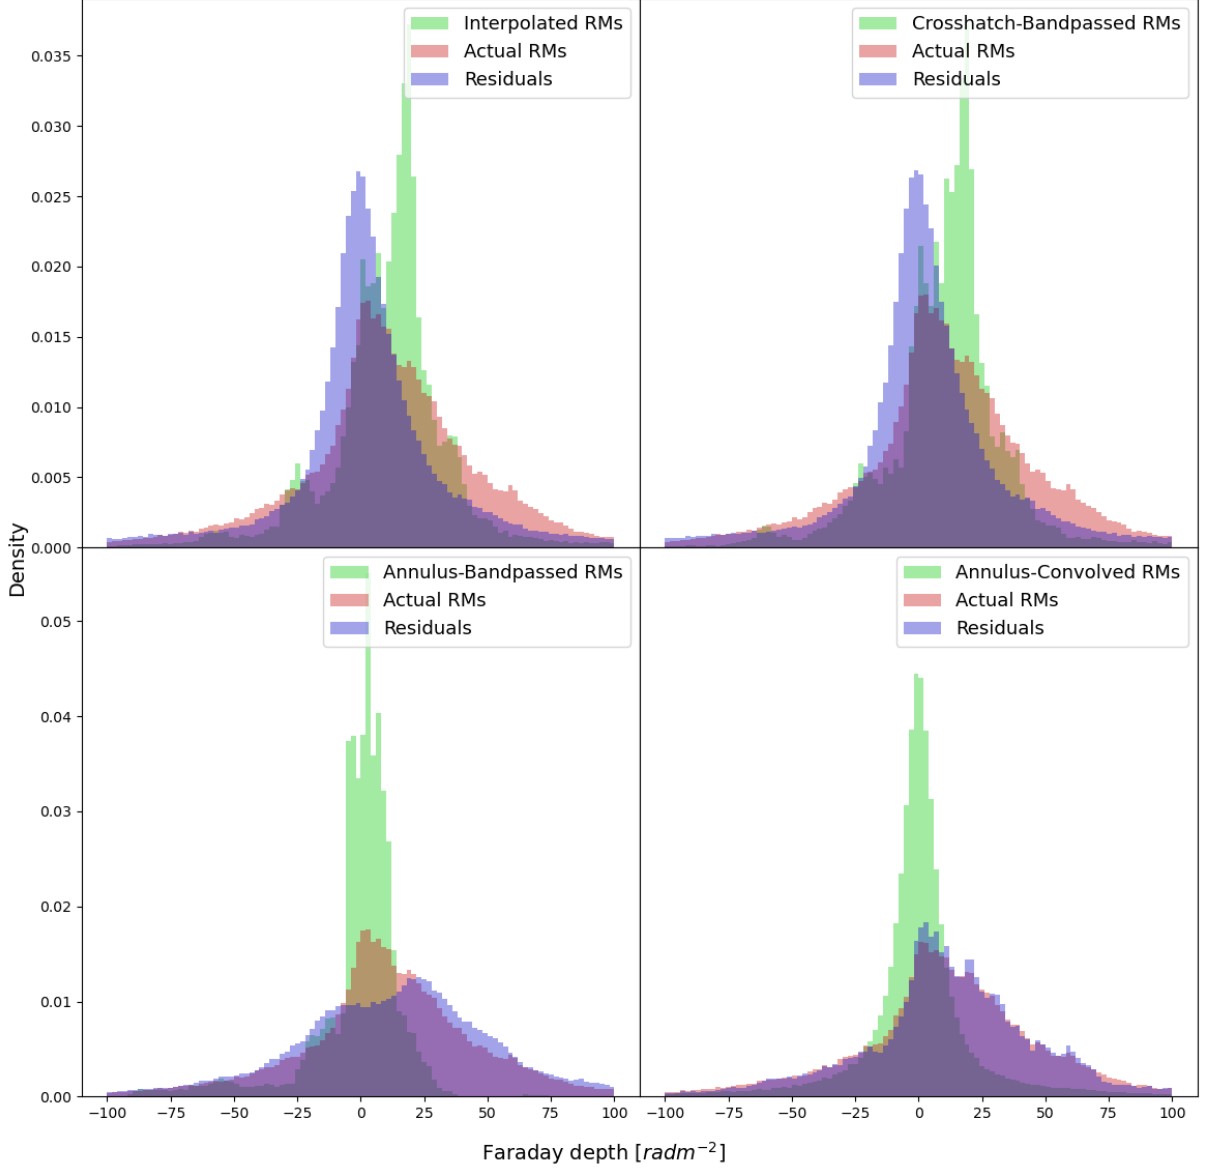 Interpolated RMs
Actual RMs
Residuals
Crosshatch-Bandpassed RMs
Actual RMs
Residuals
0.035
0.030
0.025
0.020
0.015
0.010
0.005
0.000
Density
Annulus-Bandpassed RMs
Actual RMs
Residuals
Annulus-Convolved RMs
Actual RMs
Residuals
0.05
0.04
0.03
0.02
0.01
0.00
−100 −75 −50 −25 0 25 50 75 100 −100 −75 −50 −25 0 25 50 75 100
Faraday depth [radm⁻²]